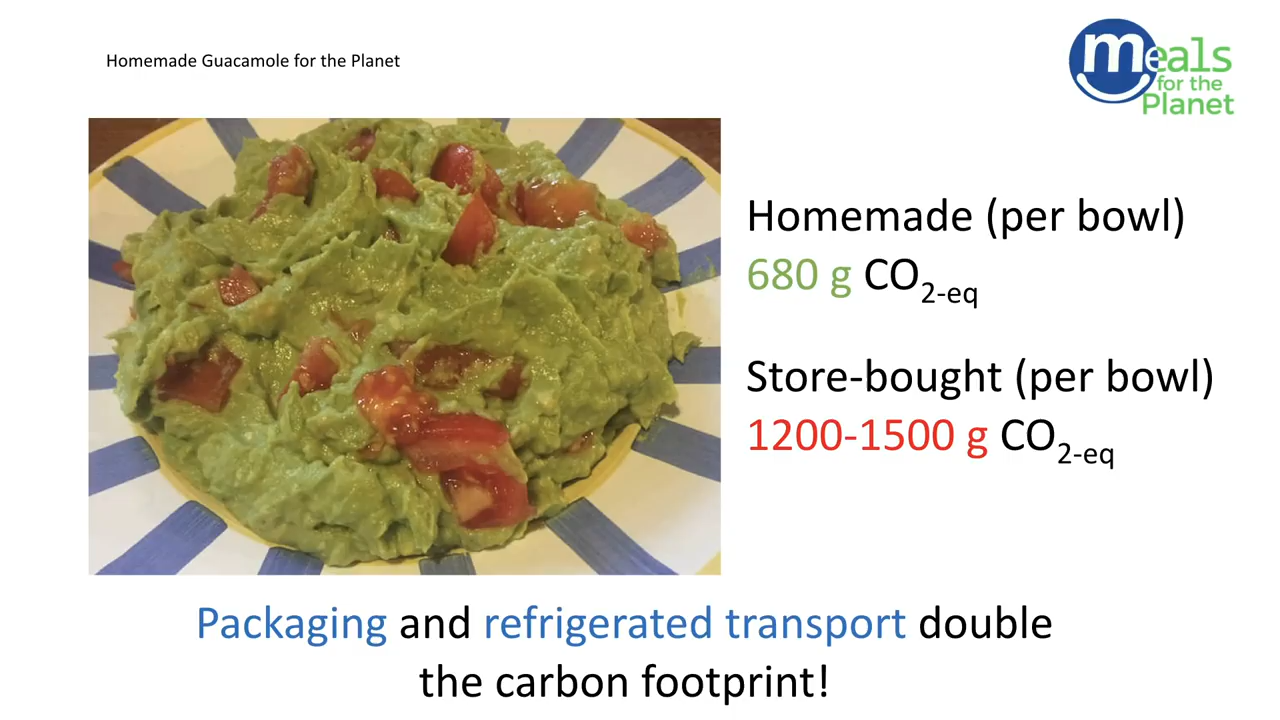 Homemade Guacamole for the Planet
meals
for the
Planet
Homemade (per bowl)
680 g CO2-eq
Store-bought (per bowl)
1200-1500 g CO2-eq
Packaging and refrigerated transport double
the carbon footprint!